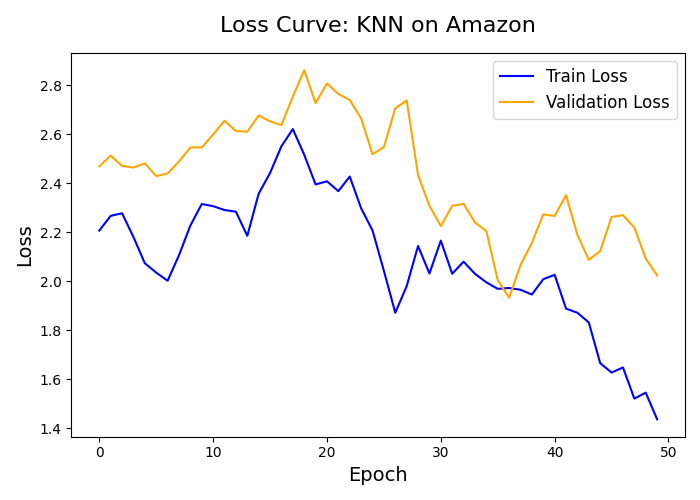 Loss Curve: KNN on Amazon
Train Loss
Validation Loss
Loss
2.8
2.6
2.4
2.2
2.0
1.8
1.6
1.4
0 10 20 30 40 50
Epoch